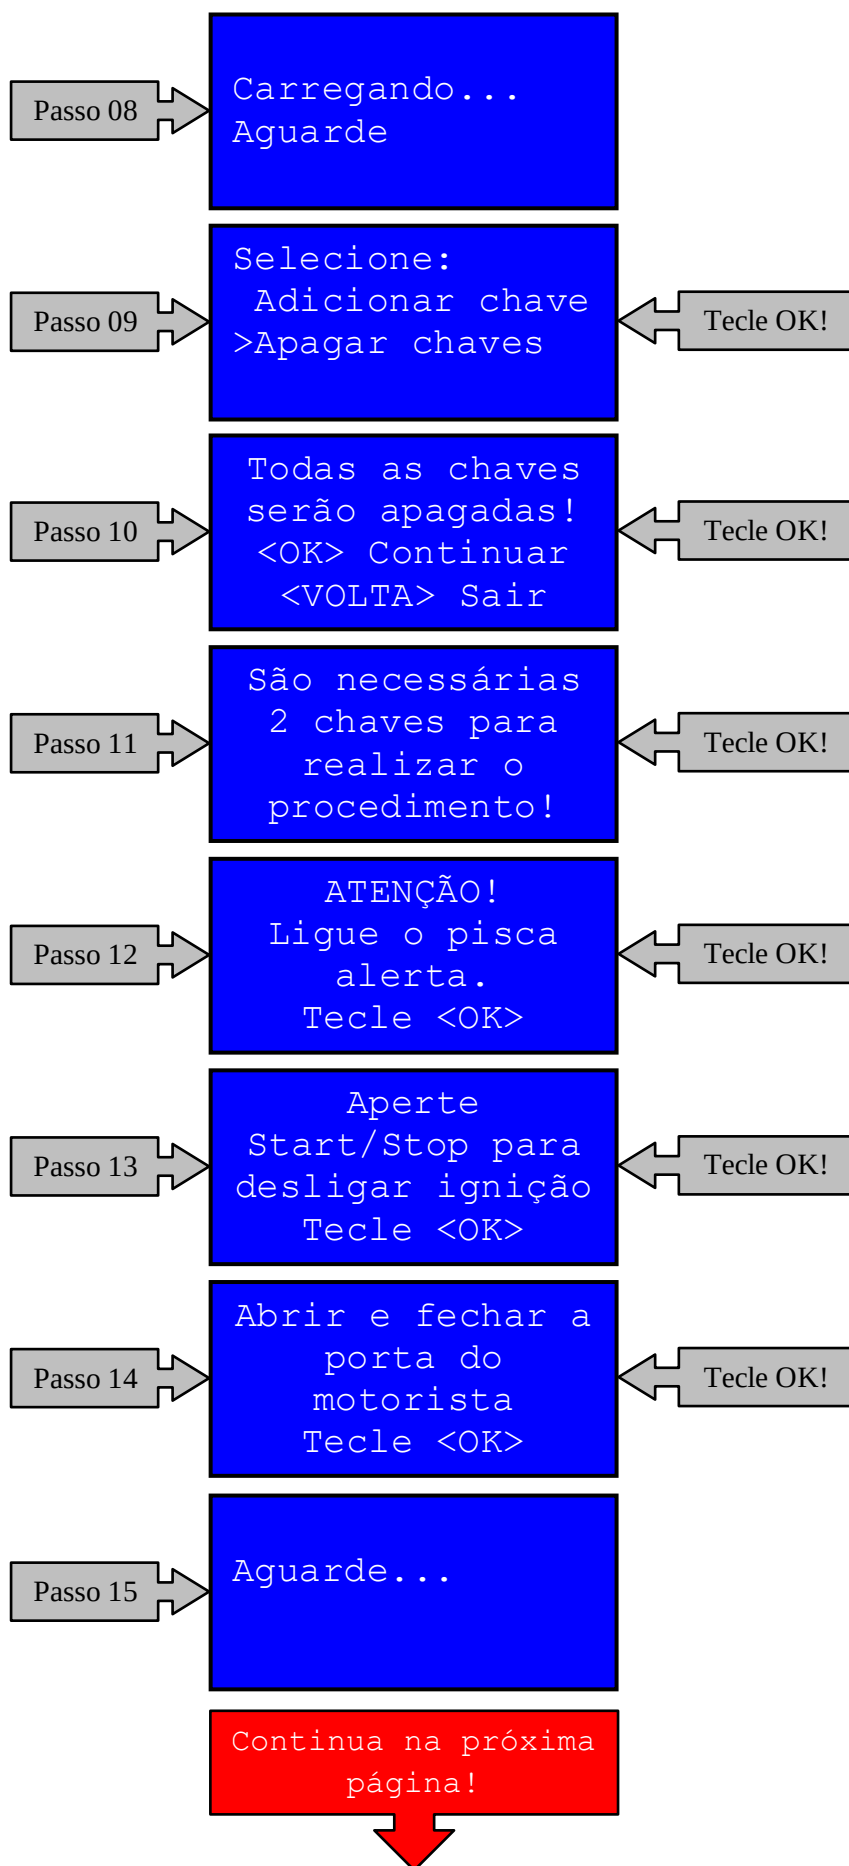 Passo 08
Carregando...
Aguarde
Passo 09
Selecione:
Adicionar chave
>Apagar chaves
Tecle OK!
Passo 10
Todas as chaves
serão apagadas!
<OK> Continuar
<VOLTA> Sair
Tecle OK!
Passo 11
São necessárias
2 chaves para
realizar o
procedimento!
Tecle OK!
Passo 12
ATENÇÃO!
Ligue o pisca
alerta.
Tecle <OK>
Tecle OK!
Passo 13
Aperte
Start/Stop para
desligar ignição
Tecle <OK>
Tecle OK!
Passo 14
Abrir e fechar a
porta do
motorista
Tecle <OK>
Tecle OK!
Passo 15
Aguarde...
Continua na próxima
página!